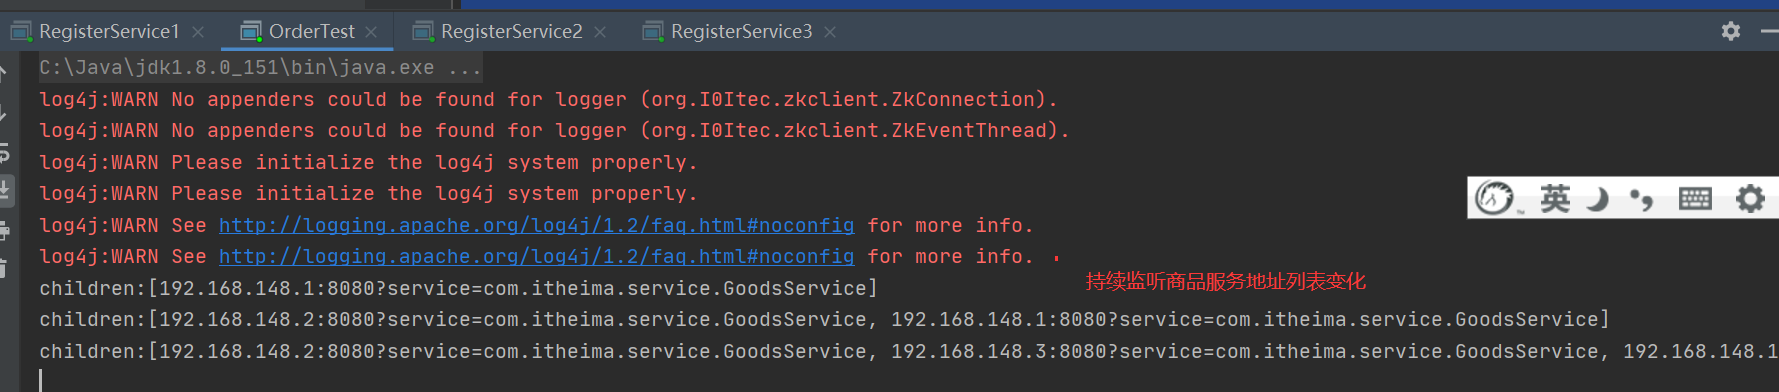 RegisterService1 OrderTest RegisterService2 RegisterService3
C:\Java\jdk1.8.0_151\bin\java.exe ...
log4j:WARN No appenders could be found for logger (org.I0Itec.zkclient.ZkConnection).
log4j:WARN No appenders could be found for logger (org.I0Itec.zkclient.ZkEventThread).
log4j:WARN Please initialize the log4j system properly.
log4j:WARN Please initialize the log4j system properly.
log4j:WARN See http://logging.apache.org/log4j/1.2/faq.html#noconfig for more info.
英
log4j:WARN See http://logging.apache.org/log4j/1.2/faq.html#noconfig for more info.
持续监听商品服务地址列表变化
children:[192.168.148.1:8080?service=com.itheima.service.GoodsService]
children:[192.168.148.2:8080?service=com.itheima.service.GoodsService, 192.168.148.1:8080?service=com.itheima.service.GoodsService]
children:[192.168.148.2:8080?service=com.itheima.service.GoodsService, 192.168.148.3:8080?service=com.itheima.service.GoodsService, 192.168.148.1